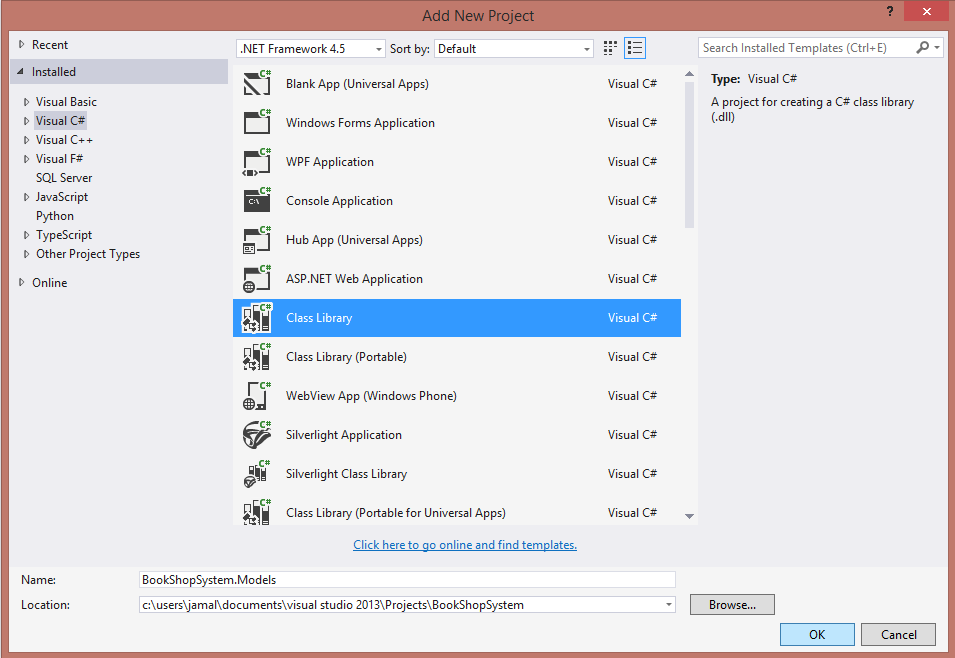 Add New Project
?
Recent
Installed
Visual Basic
Visual C#
Visual C++
Visual F#
SQL Server
JavaScript
Python
TypeScript
Other Project Types
Online
.NET Framework 4.5
Sort by: Default
Search Installed Templates (Ctrl+E)
C# Blank App (Universal Apps) Visual C#
C# Windows Forms Application Visual C#
C# WPF Application Visual C#
C# C:\ Console Application Visual C#
C# Hub App (Universal Apps) Visual C#
C# ASP.NET Web Application Visual C#
C# Class Library Visual C#
C# Class Library (Portable) Visual C#
C# WebView App (Windows Phone) Visual C#
C# Silverlight Application Visual C#
C# Silverlight Class Library Visual C#
C# Class Library (Portable for Universal Apps) Visual C#
Click here to go online and find templates.
Type: Visual C#
A project for creating a C# class library
(.dll)
Name: BookShopSystem.Models
Location: c:\users\jamal\documents\visual studio 2013\Projects\BookShopSystem
Browse...
OK Cancel